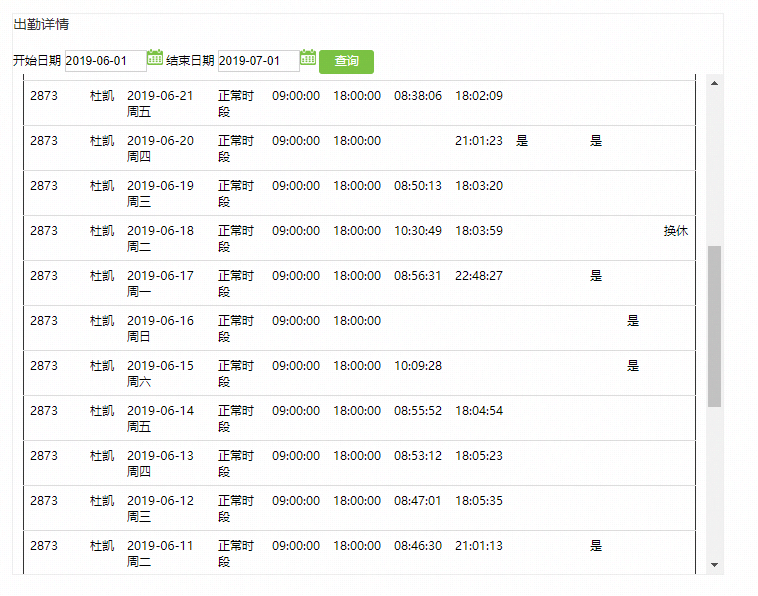 出勤详情
开始日期 2019-06-01 结束日期 2019-07-01 查询
2873 杜凯 2019-06-21 正常时 09:00:00 18:00:00 08:38:06 18:02:09
周五 段
2873 杜凯 2019-06-20 正常时 09:00:00 18:00:00 21:01:23 是 是
周四 段
2873 杜凯 2019-06-19 正常时 09:00:00 18:00:00 08:50:13 18:03:20
周三 段
2873 杜凯 2019-06-18 正常时 09:00:00 18:00:00 10:30:49 18:03:59 换休
周二 段
2873 杜凯 2019-06-17 正常时 09:00:00 18:00:00 08:56:31 22:48:27 是
周一 段
2873 杜凯 2019-06-16 正常时 09:00:00 18:00:00 是
周日 段
2873 杜凯 2019-06-15 正常时 09:00:00 18:00:00 10:09:28 是
周六 段
2873 杜凯 2019-06-14 正常时 09:00:00 18:00:00 08:55:52 18:04:54
周五 段
2873 杜凯 2019-06-13 正常时 09:00:00 18:00:00 08:53:12 18:05:23
周四 段
2873 杜凯 2019-06-12 正常时 09:00:00 18:00:00 08:47:01 18:05:35
周三 段
2873 杜凯 2019-06-11 正常时 09:00:00 18:00:00 08:46:30 21:01:13 是
周二 段